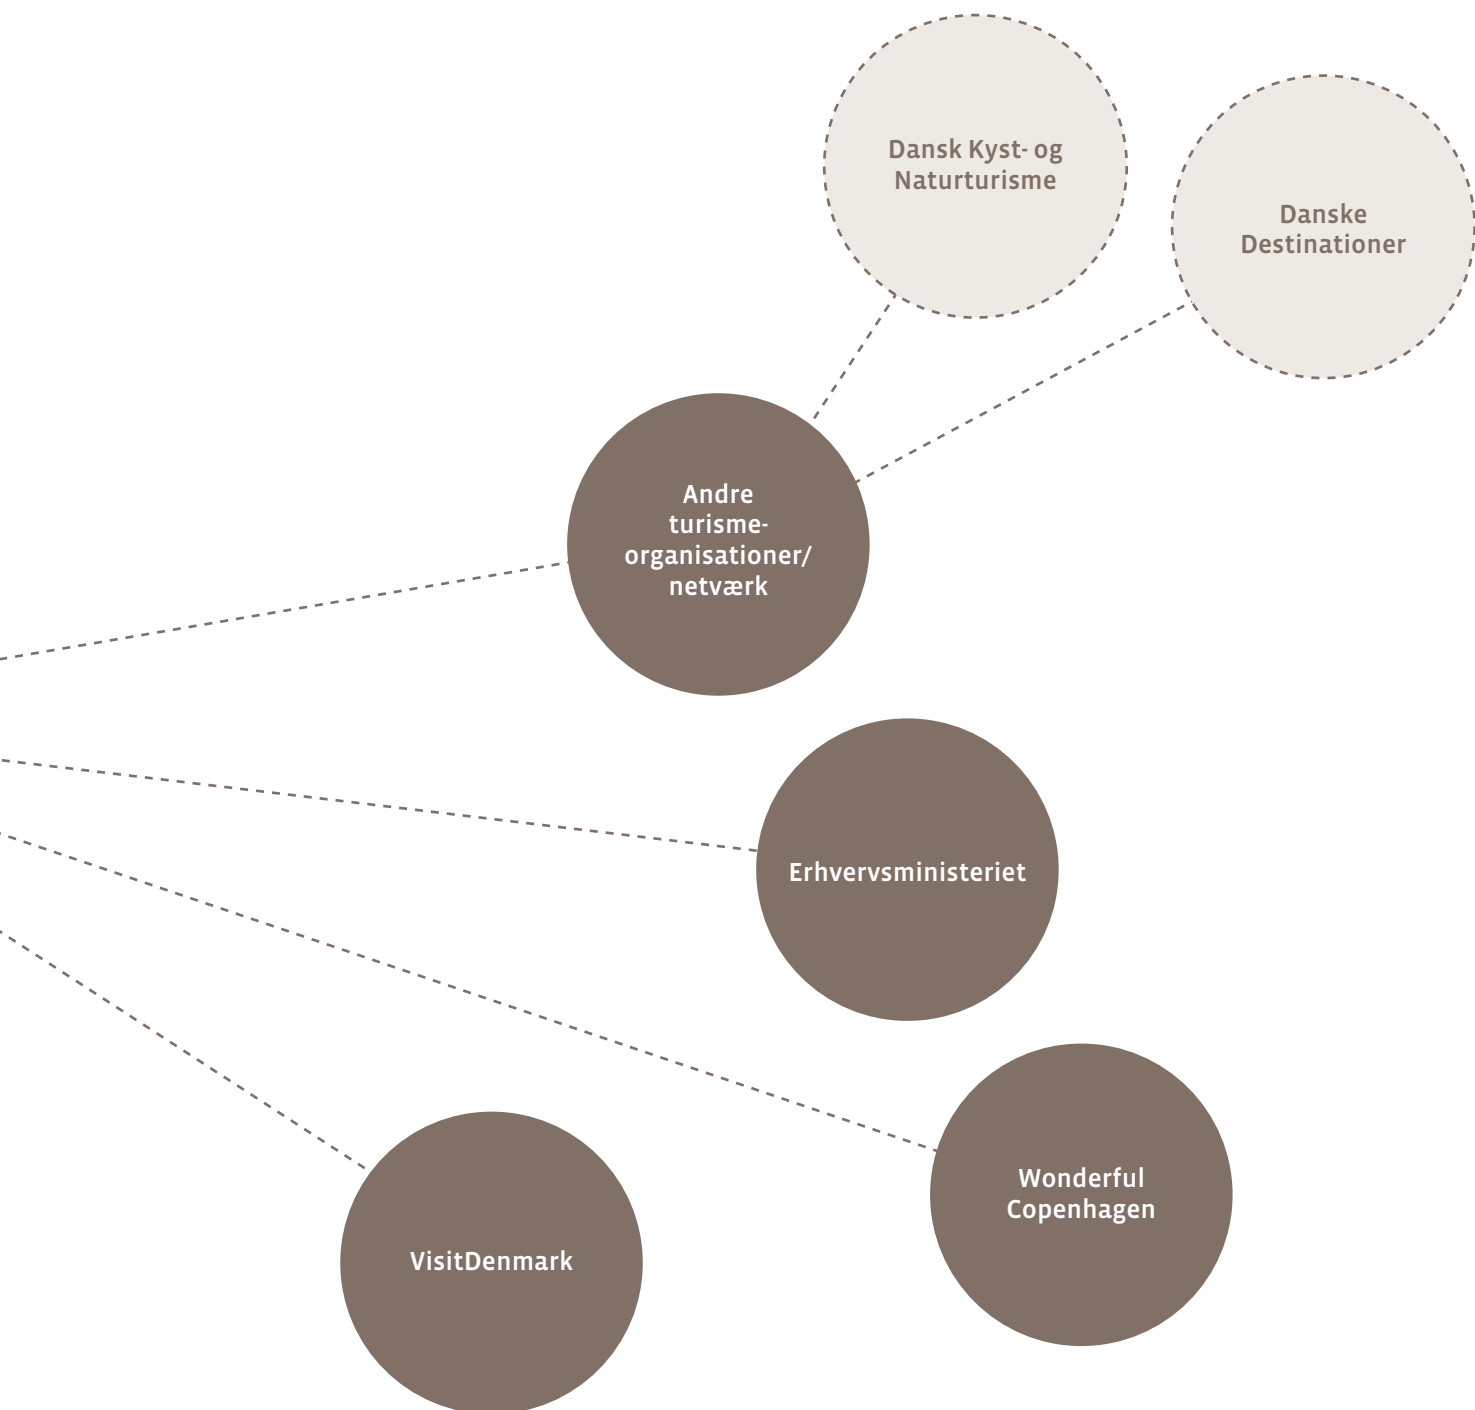 Dansk Kyst- og
Naturturisme
Danske
Destinationer
Andre
turisme-
organisationer/
netværk
Erhvervsministeriet
Wonderful
Copenhagen
VisitDenmark